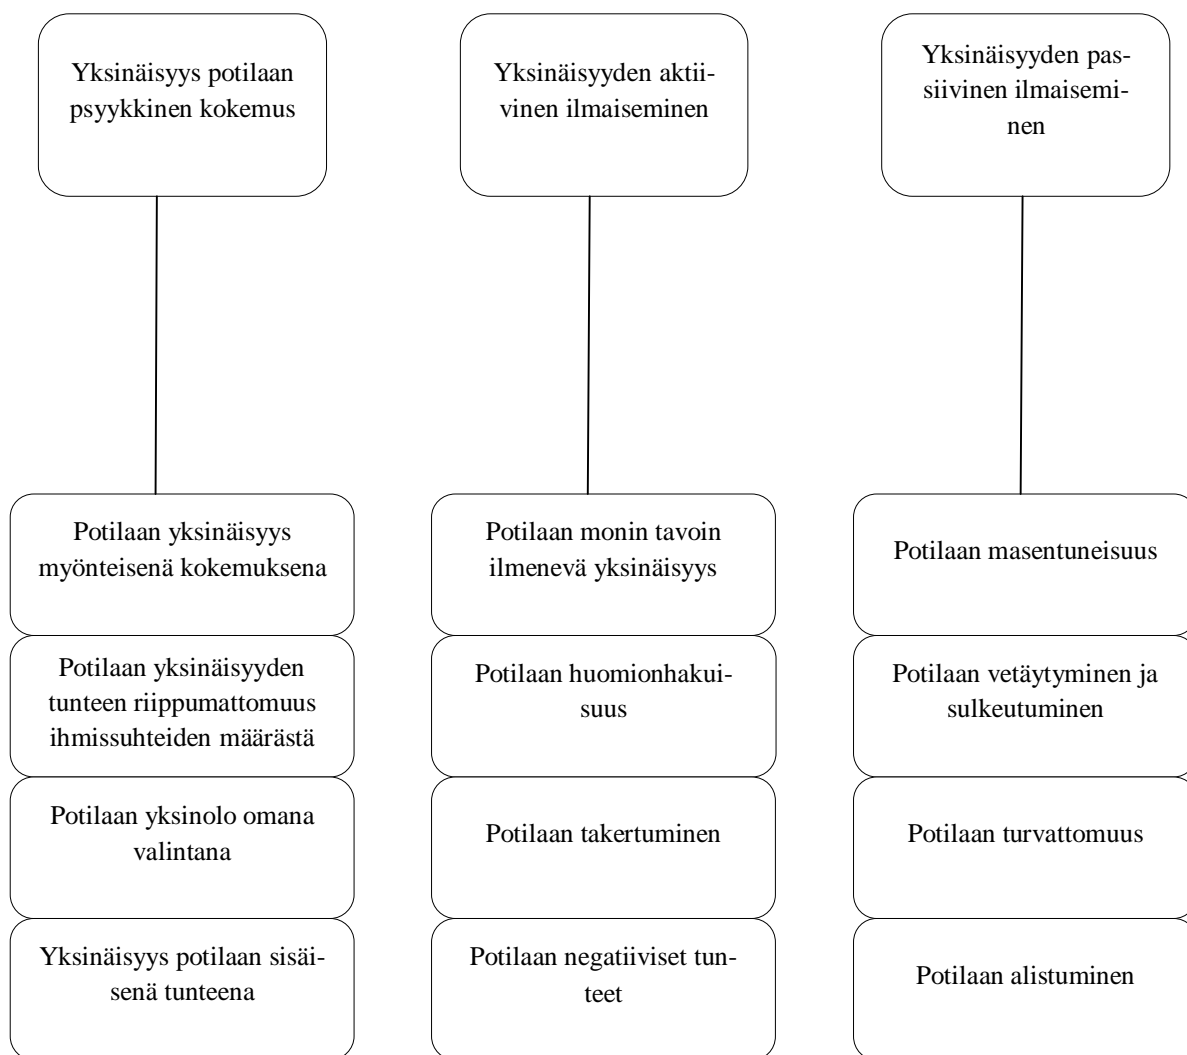 Yksinäisyys potilaan
psyykkinen kokemus
Yksinäisyyden aktii-
vinen ilmaiseminen
Yksinäisyyden pas-
siivinen ilmaisemi-
nen
Potilaan yksinäisyys
myönteisenä kokemuksena
Potilaan yksinäisyyden
tunteen riippumattomuus
ihmissuhteiden määrästä
Potilaan yksinolo omana
valintana
Yksinäisyys potilaan sisäi-
senä tunteena
Potilaan monin tavoin
ilmenevä yksinäisyys
Potilaan huomionhakui-
suus
Potilaan takertuminen
Potilaan negatiiviset tun-
teet
Potilaan masentuneisuus
Potilaan vetäytyminen ja
sulkeutuminen
Potilaan turvattomuus
Potilaan alistuminen